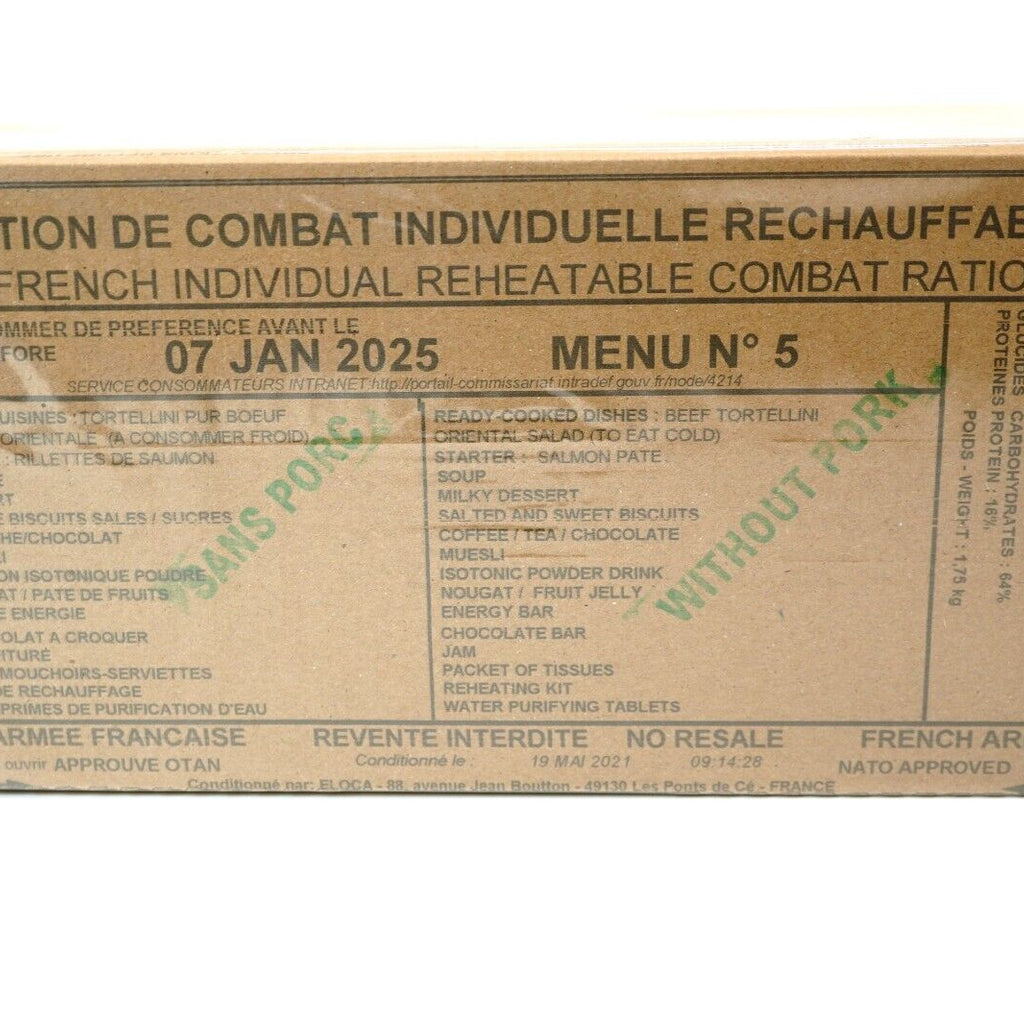 TION DE COMBAT INDIVIDUELLE RECHAUFFAB
FRENCH INDIVIDUAL REHEATABLE COMBAT RATIO
OMMER DE PREFERENCE AVANT LE
FORE
07 JAN 2025
MENU N° 5
SERVICE CONSOMMATEURS INTRANET:http://portail-commissariat.intradef.gouv.fr/node/4214
UISINES : TORTELLINI PUR BOEUF
ORIENTALE (A CONSOMMER FROID)
: RILLETTES DE SAUMON
E
RT
E BISCUITS SALES / SUCRES
HE/CHOCOLAT
LI
ON ISOTONIQUE POUDRE
AT / PATE DE FRUITS
E ENERGIE
OLAT A CROQUER
ITURE
MOUCHOIRS-SERVIETTES
DE RECHAUFFAGE
PRIMES DE PURIFICATION D'EAU
SANS PORC
READY-COOKED DISHES : BEEF TORTELLINI
ORIENTAL SALAD (TO EAT COLD)
STARTER : SALMON PATE
SOUP
MILKY DESSERT
SALTED AND SWEET BISCUITS
COFFEE / TEA / CHOCOLATE
MUESLI
ISOTONIC POWDER DRINK
NOUGAT / FRUIT JELLY
ENERGY BAR
CHOCOLATE BAR
JAM
PACKET OF TISSUES
REHEATING KIT
WATER PURIFYING TABLETS
WITHOUT PORK
GLUCIDES CARBOHYDRATES : 64%
PROTEINES PROTEIN : 16%
POIDS - WEIGHT : 1,75 kg
ARMEE FRANCAISE
REVENTE INTERDITE NO RESALE
FRENCH AR
ouvrir APPROUVE OTAN
Conditionné le : 19 MAI 2021 09:14:28
NATO APPROVED
Conditionné par: ELOCA - 88, avenue Jean Boutton - 49130 Les Ponts de Cé - FRANCE